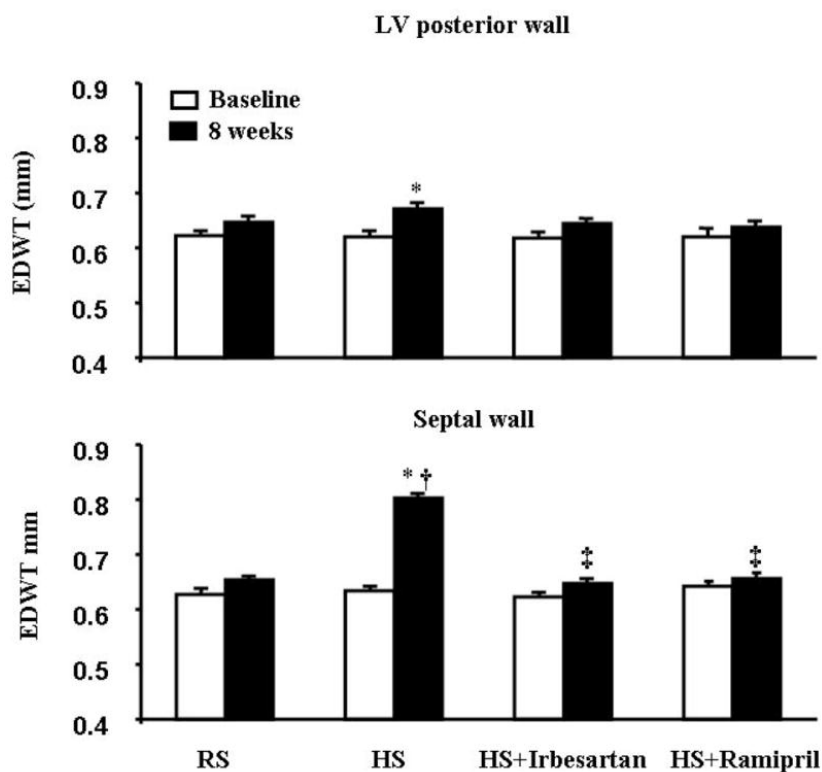 LV posterior wall
EDWT (mm)
0.9
0.8
0.7
0.6
0.5
0.4
Baseline
8 weeks
*
Septal wall
EDWT mm
0.9
0.8
0.7
0.6
0.5
0.4
* †
‡
‡
RS HS HS+Irbesartan HS+Ramipril